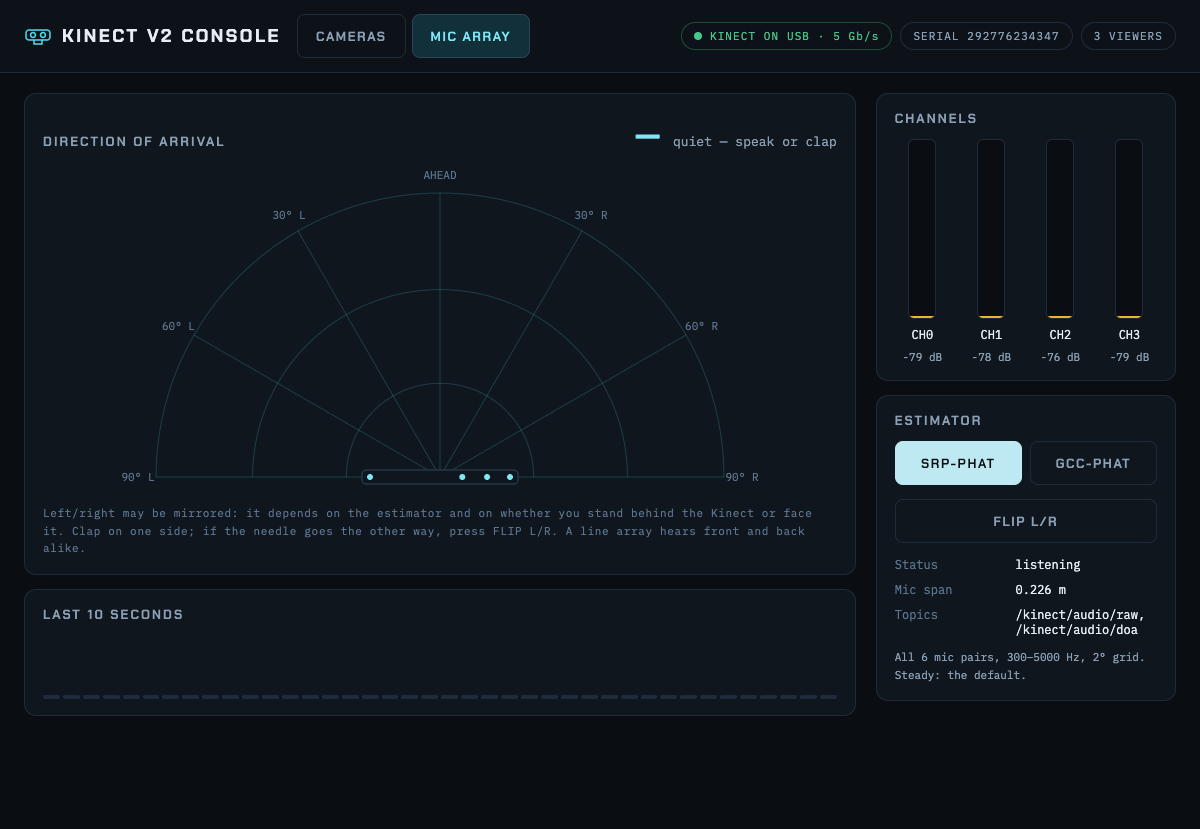 KINECT V2 CONSOLE
CAMERAS
MIC ARRAY
KINECT ON USB · 5 Gb/s
SERIAL 292776234347
3 VIEWERS
DIRECTION OF ARRIVAL
quiet — speak or clap
AHEAD
30° L
30° R
60° L
60° R
90° L
90° R
Left/right may be mirrored: it depends on the estimator and on whether you stand behind the Kinect or face
it. Clap on one side; if the needle goes the other way, press FLIP L/R. A line array hears front and back
alike.
LAST 10 SECONDS
CHANNELS
CH0
CH1
CH2
CH3
-79 dB
-78 dB
-76 dB
-79 dB
ESTIMATOR
SRP-PHAT
GCC-PHAT
FLIP L/R
Status listening
Mic span 0.226 m
Topics /kinect/audio/raw,
/kinect/audio/doa
All 6 mic pairs, 300–5000 Hz, 2° grid.
Steady: the default.